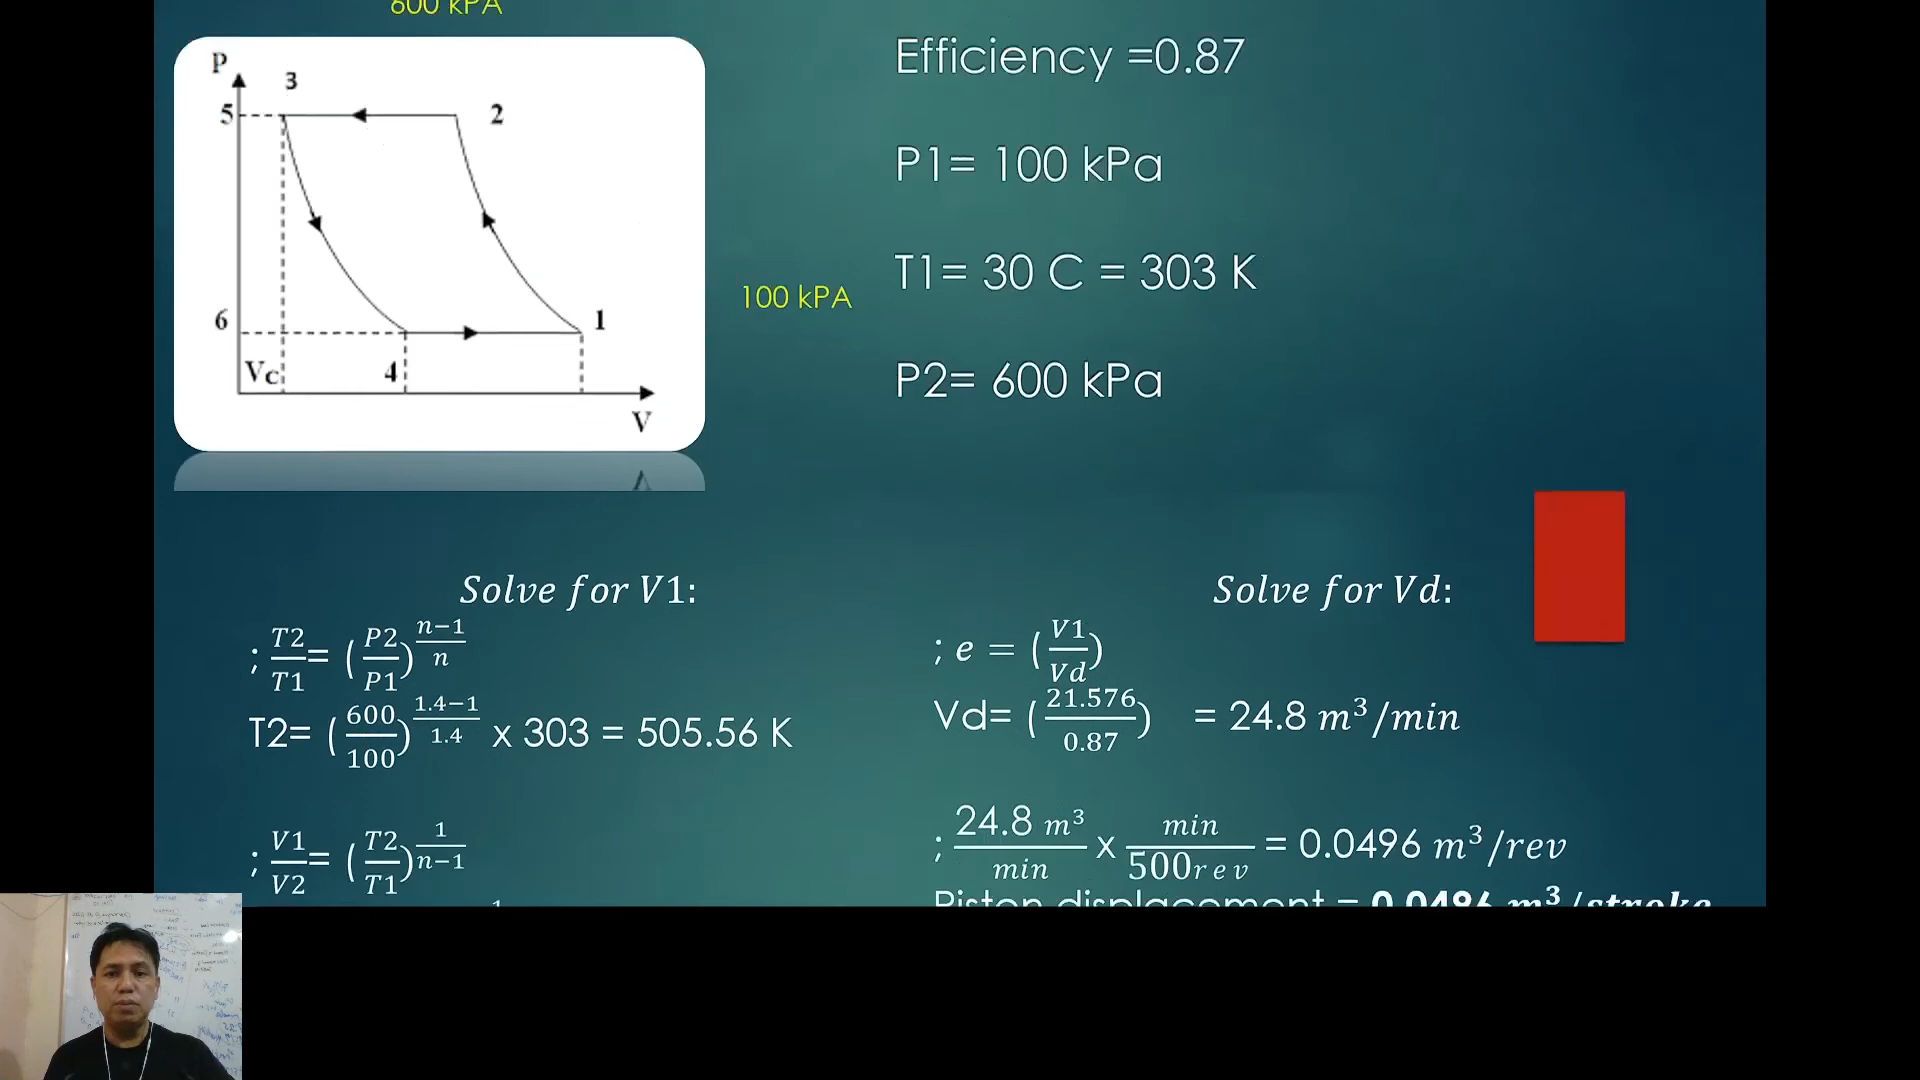 600 kPA
P
3
5
2
6
1
Vc
4
V
100 kPA
Efficiency =0.87
P1= 100 kPa
T1= 30 C = 303 K
P2= 600 kPa
Solve for V1:
; T2/T1 = (P2/P1)^(n−1/n)
T2= (600/100)^(1.4−1/1.4) x 303 = 505.56 K
; V1/V2 = (T2/T1)^(1/n−1)
1
Solve for Vd:
; e = (V1/Vd)
Vd= (21.576/0.87) = 24.8 m³/min
; 24.8 m³/min x min/500rev = 0.0496 m³/rev
Piston displacement = 0.0496 m³/stroke